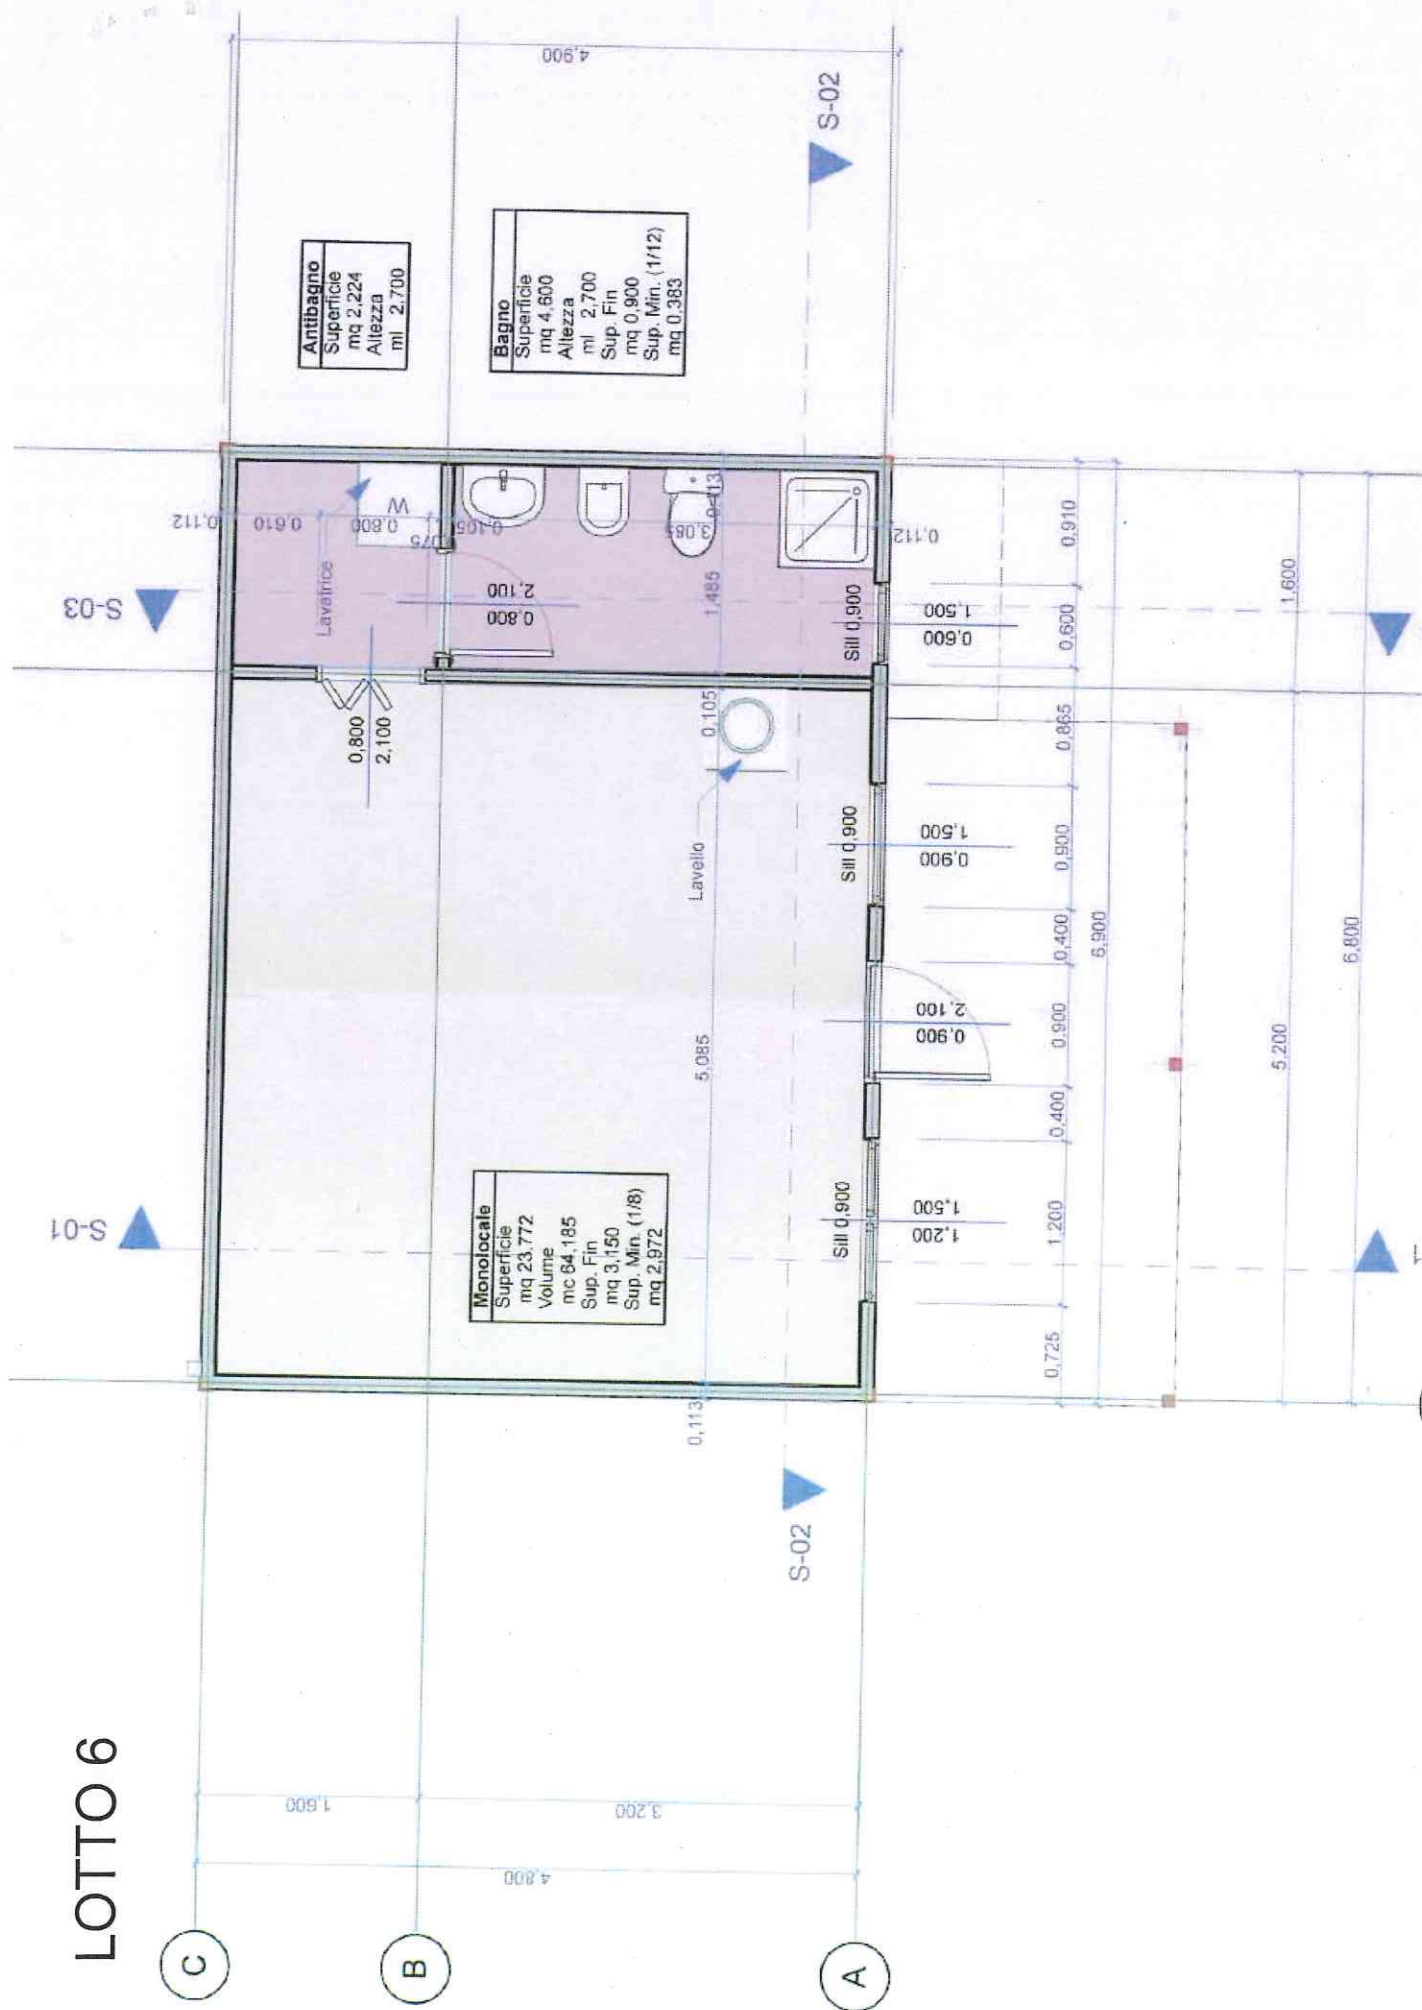 LOTTO 6
C
B
A
1,600
3,200
4,800
4,900
S-01
S-03
S-02
S-02
Antibagno
Superficie
mq 2,224
Altezza
ml 2,700
Bagno
Superficie
mq 4,600
Altezza
ml 2,700
Sup. Fin
mq 0,900
Sup. Min. (1/12)
mq 0,383
Monolocale
Superficie
mq 23,772
Volume
mc 64,185
Sup. Fin
mq 3,150
Sup. Min. (1/8)
mq 2,972
Lavatrice
W
Lavello
0,112
0,610
0,800
0,105
3,085
0,112
0,800
2,100
0,800
2,100
0,113
5,085
0,105
1,485
Sill 0,900
1,200
1,500
0,900
2,100
Sill 0,900
0,900
1,500
Sill 0,900
0,600
1,500
0,725
1,200
0,400
0,900
0,400
0,900
0,865
0,600
0,910
6,900
5,200
1,600
6,800